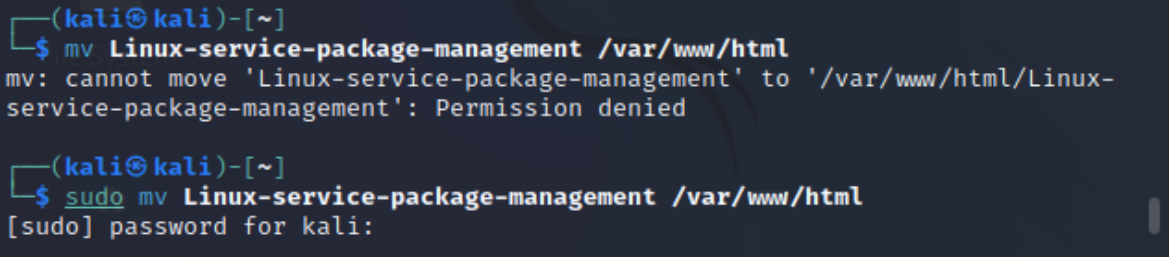 ┌──(kali㉿kali)-[~]
└─$ mv Linux-service-package-management /var/www/html
mv: cannot move 'Linux-service-package-management' to '/var/www/html/Linux-
service-package-management': Permission denied
┌──(kali㉿kali)-[~]
└─$ sudo mv Linux-service-package-management /var/www/html
[sudo] password for kali: